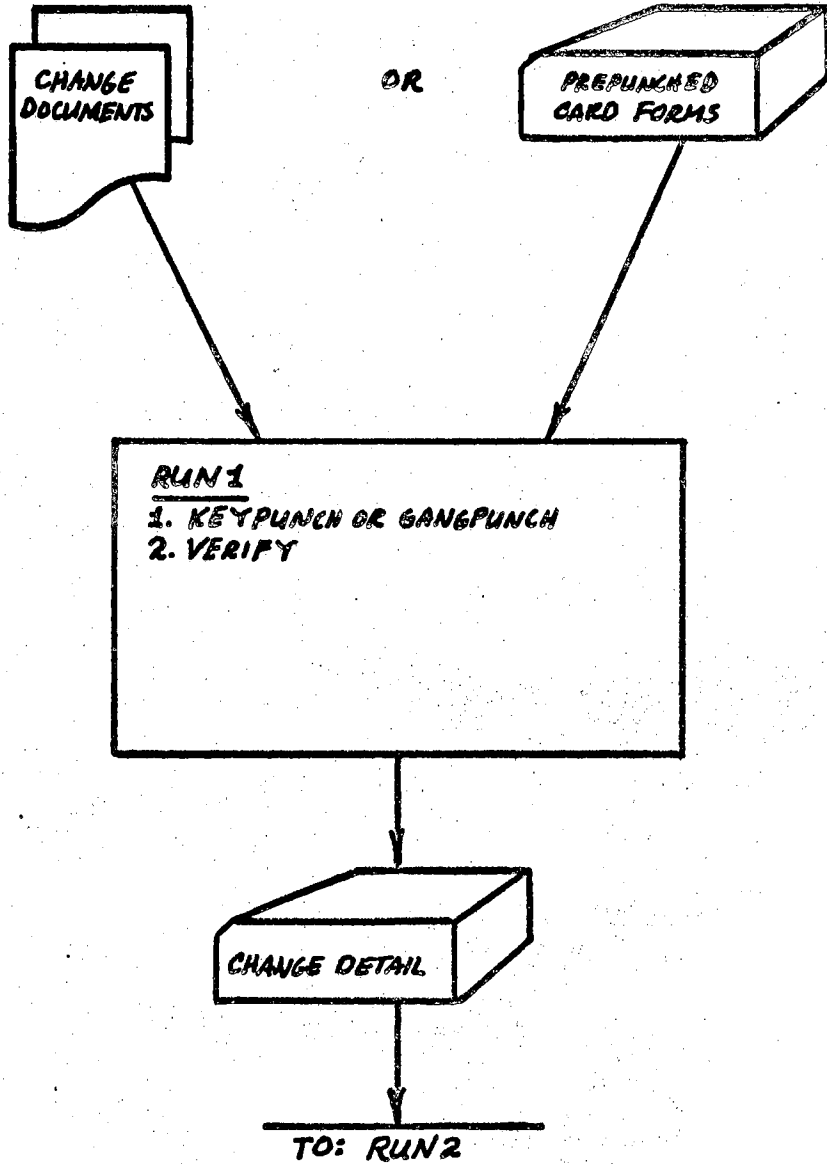 CHANGE
DOCUMENTS
OR
PREPUNCHED
CARD FORMS
RUN 1
1. KEYPUNCH OR GANGPUNCH
2. VERIFY
CHANGE DETAIL
TO: RUN 2